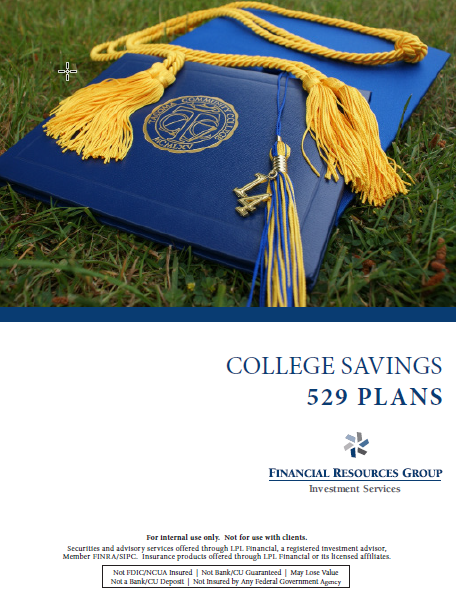 COMMUNITY COLLEGE
COLLEGE SAVINGS
529 PLANS
FINANCIAL RESOURCES GROUP
Investment Services
For internal use only. Not for use with clients.
Securities and advisory services offered through LPL Financial, a registered investment advisor,
Member FINRA/SIPC. Insurance products offered through LPL Financial or its licensed affiliates.
Not FDIC/NCUA Insured | Not Bank/CU Guaranteed | May Lose Value
Not a Bank/CU Deposit | Not Insured by Any Federal Government Agency